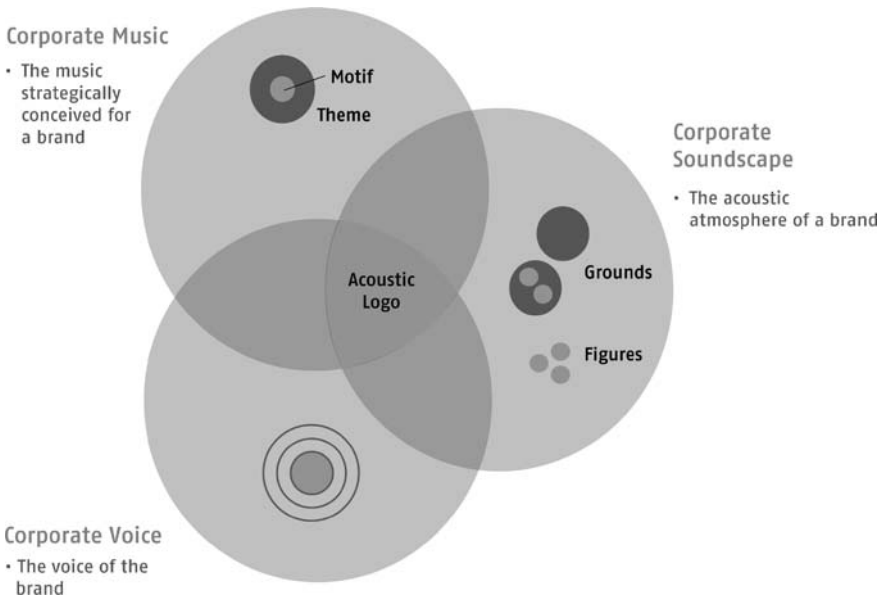 Corporate Music
• The music
strategically
conceived for
a brand
Motif
Theme
Corporate
Soundscape
• The acoustic
atmosphere of a brand
Grounds
Figures
Acoustic
Logo
Corporate Voice
• The voice of the
brand